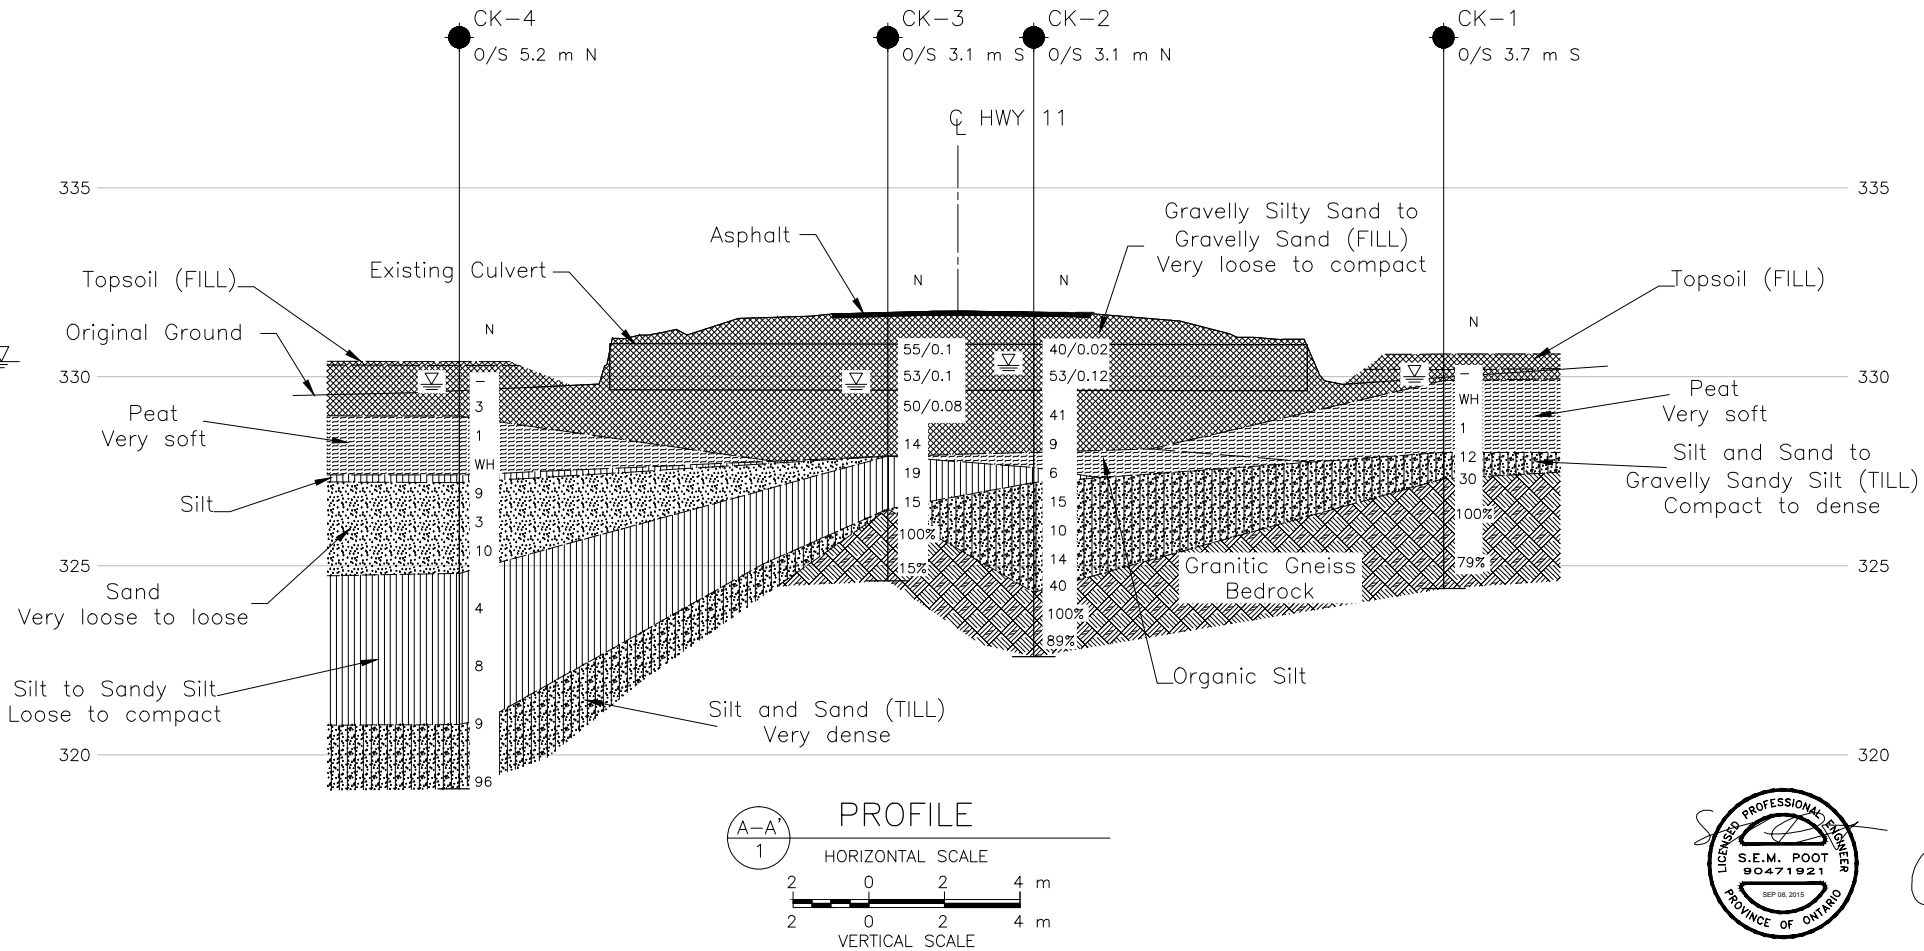 CK-4
O/S 5.2 m N
CK-3
O/S 3.1 m S
CK-2
O/S 3.1 m N
CK-1
O/S 3.7 m S
℄ HWY 11
335
335
Asphalt
Gravelly Silty Sand to
Gravelly Sand (FILL)
Very loose to compact
Existing Culvert
Topsoil (FILL)
Topsoil (FILL)
Original Ground
N
N
N
N
330
330
-
3
1
WH
9
3
10
4
8
9
96
55/0.1
53/0.1
50/0.08
14
19
15
100%
15%
40/0.02
53/0.12
41
9
6
15
10
14
40
100%
89%
-
WH
1
12
30
100%
79%
Peat
Very soft
Peat
Very soft
Silt
Silt and Sand to
Gravelly Sandy Silt (TILL)
Compact to dense
325
325
Sand
Very loose to loose
Granitic Gneiss
Bedrock
Silt to Sandy Silt
Loose to compact
Organic Silt
Silt and Sand (TILL)
Very dense
320
320
A-A'
1
PROFILE
HORIZONTAL SCALE
2 0 2 4 m
2 0 2 4 m
VERTICAL SCALE
LICENSED PROFESSIONAL ENGINEER
S.E.M. POOT
90471921
SEP 08, 2015
PROVINCE OF ONTARIO